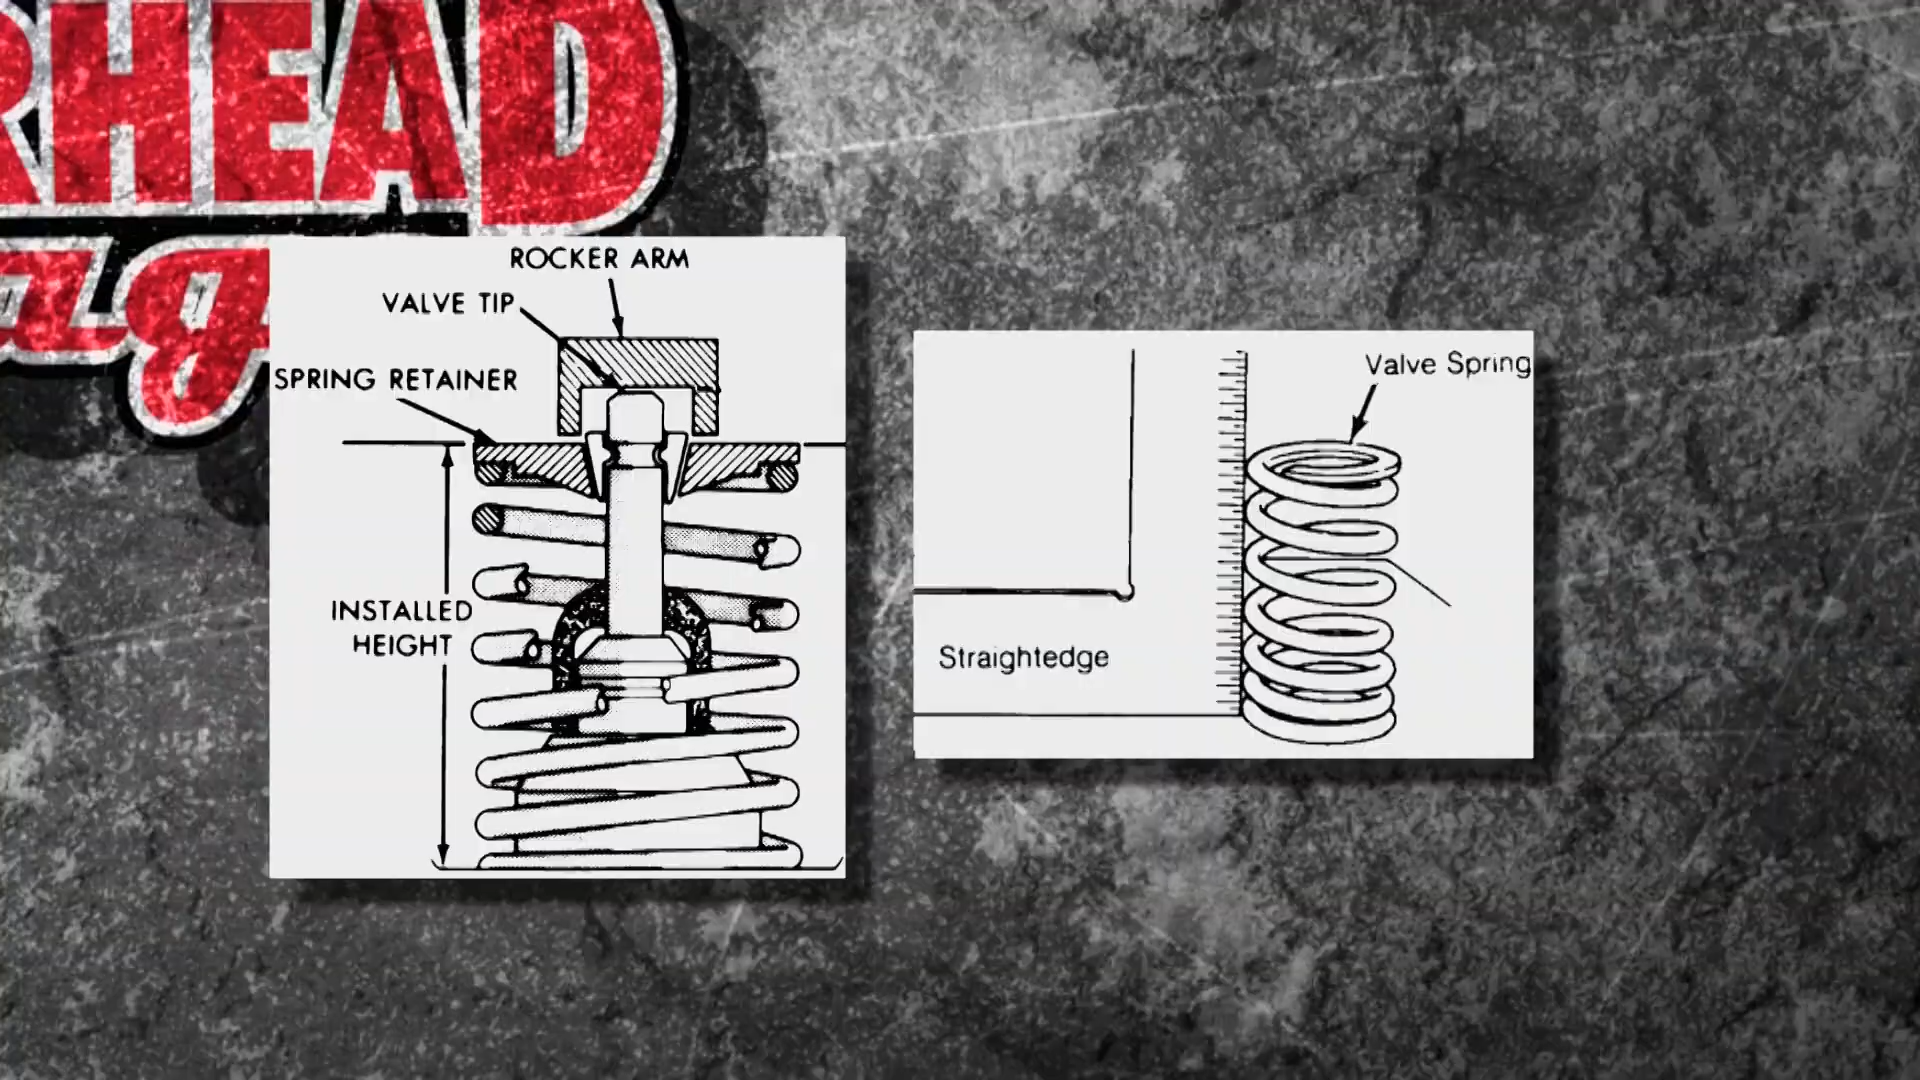 RHEAD
ROCKER ARM
VALVE TIP
SPRING RETAINER
INSTALLED
HEIGHT
Valve Spring
Straightedge